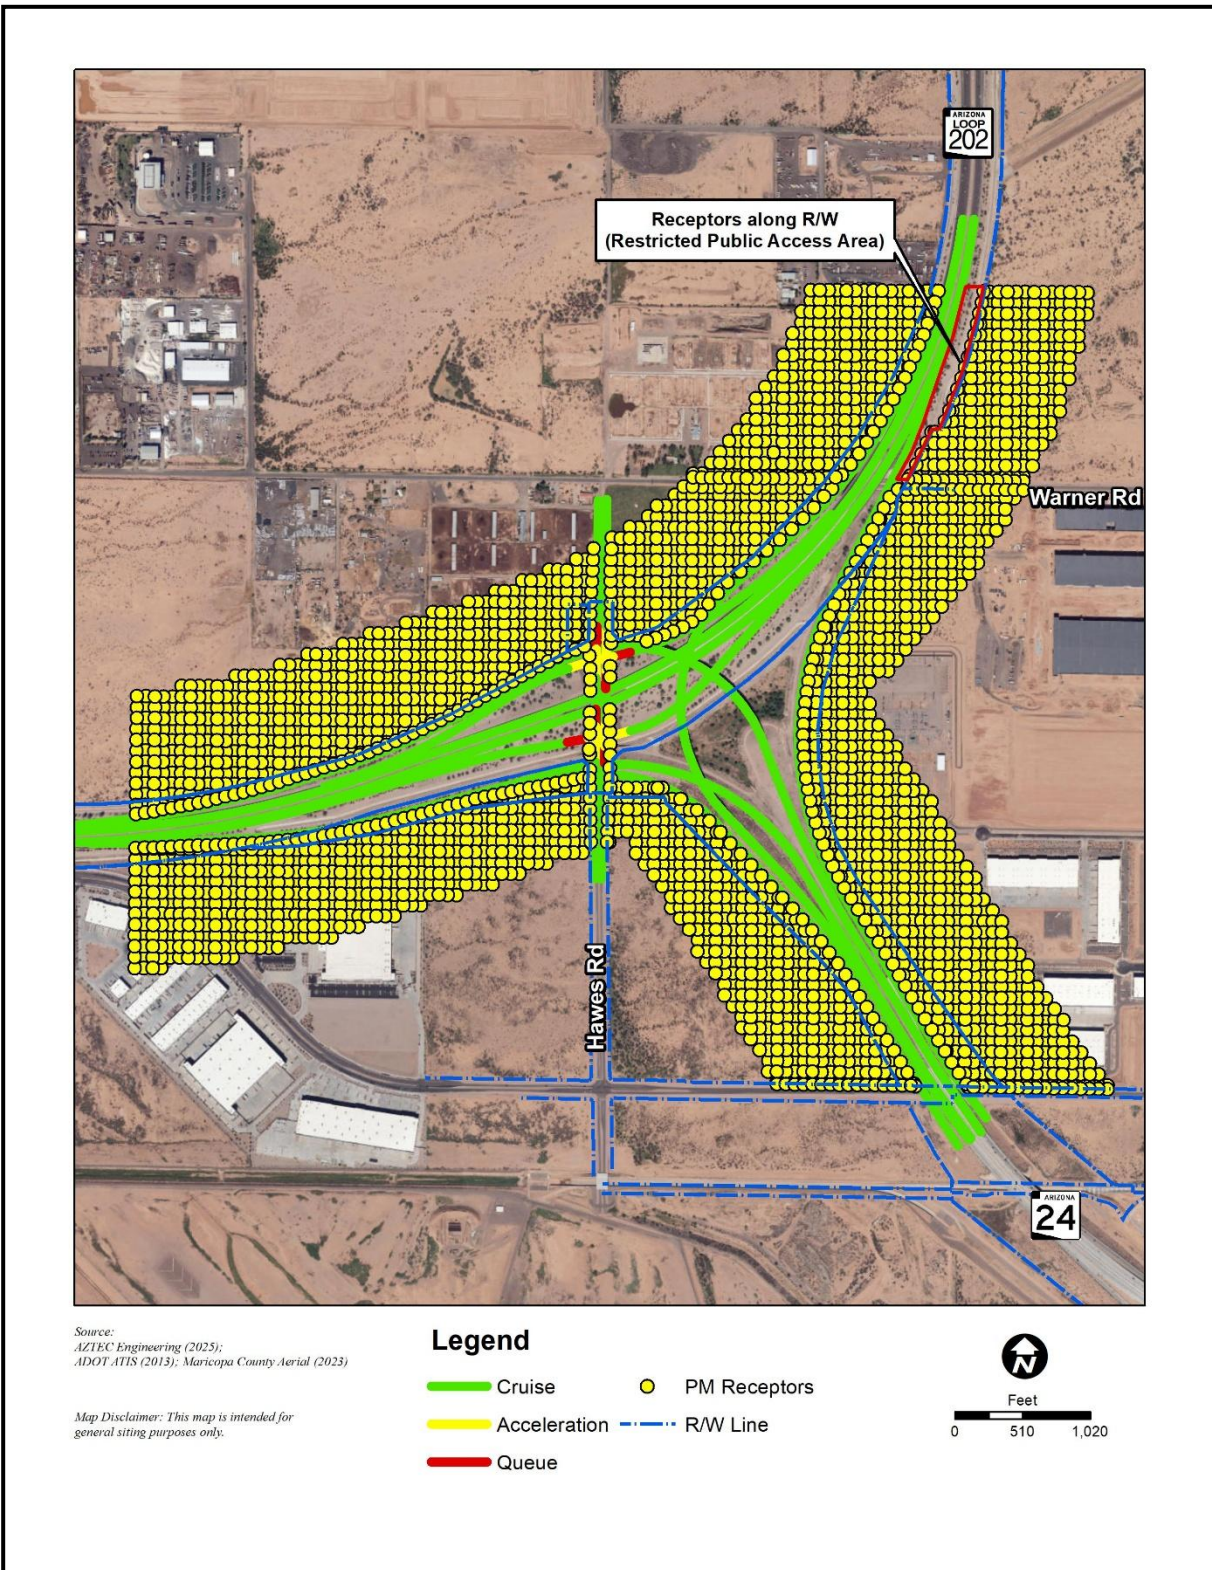 ARIZONA
LOOP
202
Receptors along R/W
(Restricted Public Access Area)
Warner Rd
Hawes Rd
ARIZONA
24
Source:
AZTEC Engineering (2025);
ADOT ATIS (2013); Maricopa County Aerial (2023)
Map Disclaimer: This map is intended for
general siting purposes only.
Legend
Cruise
PM Receptors
Acceleration
R/W Line
Queue
N
Feet
0 510 1,020